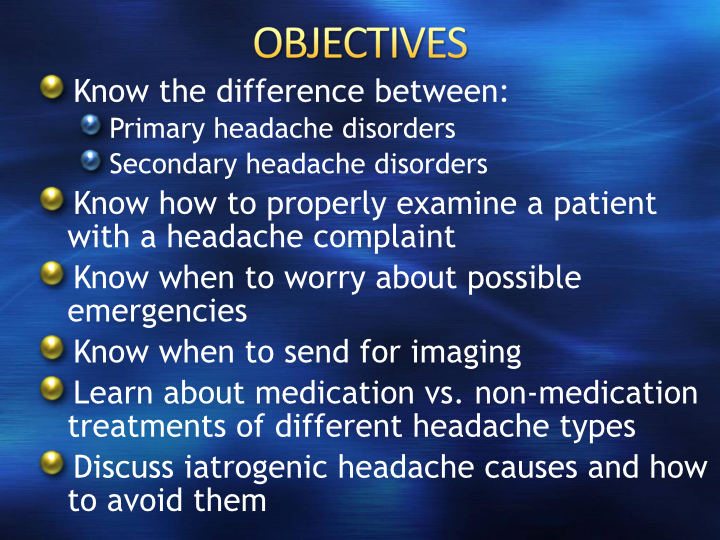 OBJECTIVES
Know the difference between:
Primary headache disorders
Secondary headache disorders
Know how to properly examine a patient
with a headache complaint
Know when to worry about possible
emergencies
Know when to send for imaging
Learn about medication vs. non-medication
treatments of different headache types
Discuss iatrogenic headache causes and how
to avoid them